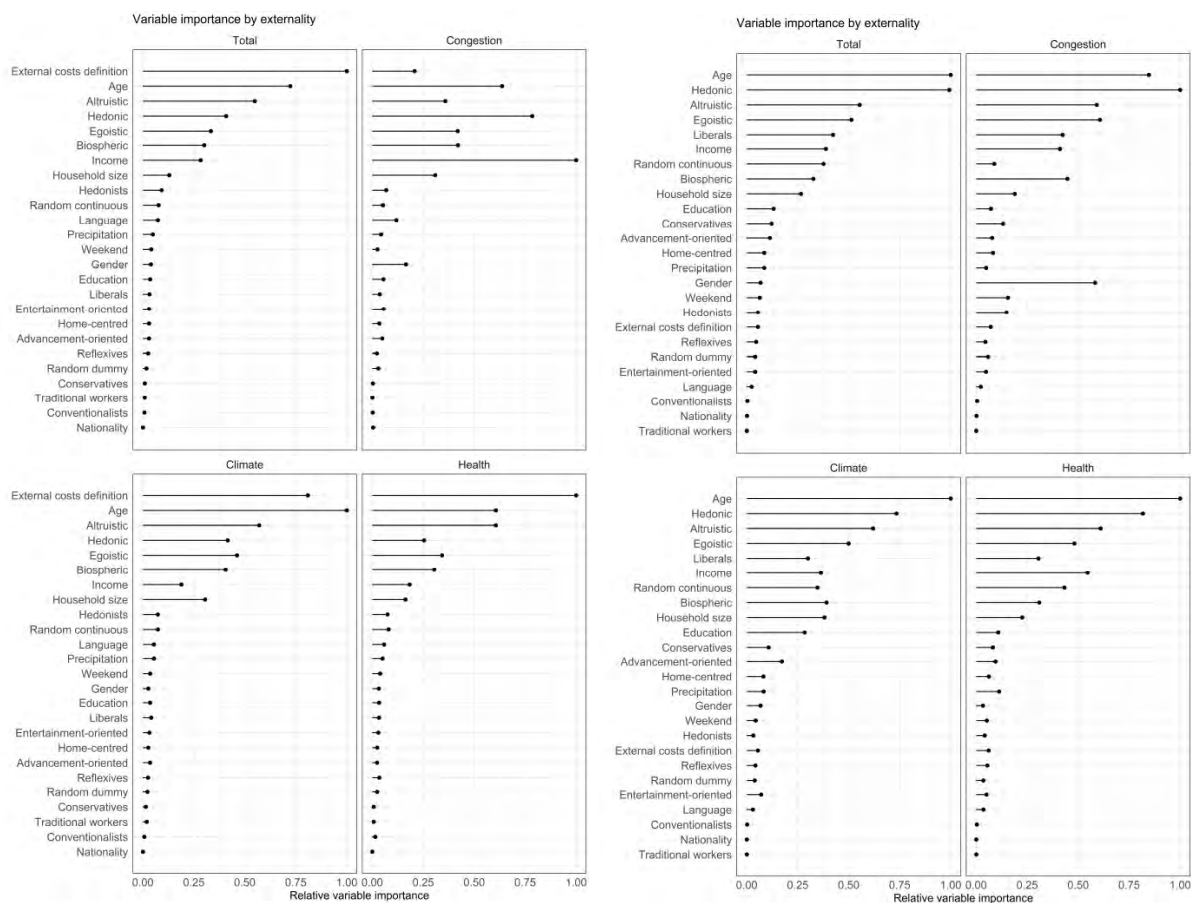 Variable importance by externality
Total
Congestion
External costs definition
Age
Altruistic
Hedonic
Egoistic
Biospheric
Income
Household size
Hedonists
Random continuous
Language
Precipitation
Weekend
Gender
Education
Liberals
Entertainment-oriented
Home-centred
Advancement-oriented
Reflexives
Random dummy
Conservatives
Traditional workers
Conventionalists
Nationality
Climate
Health
External costs definition
Age
Altruistic
Hedonic
Egoistic
Biospheric
Income
Household size
Hedonists
Random continuous
Language
Precipitation
Weekend
Gender
Education
Liberals
Entertainment-oriented
Home-centred
Advancement-oriented
Reflexives
Random dummy
Conservatives
Traditional workers
Conventionalists
Nationality
0.00 0.25 0.50 0.75 1.00 0.00 0.25 0.50 0.75 1.00
Relative variable importance
Variable importance by externality
Total
Congestion
Age
Hedonic
Altruistic
Egoistic
Liberals
Income
Random continuous
Biospheric
Household size
Education
Conservatives
Advancement-oriented
Home-centred
Precipitation
Gender
Weekend
Hedonists
External costs definition
Reflexives
Random dummy
Entertainment-oriented
Language
Conventionalists
Nationality
Traditional workers
Climate
Health
Age
Hedonic
Altruistic
Egoistic
Liberals
Income
Random continuous
Biospheric
Household size
Education
Conservatives
Advancement-oriented
Home-centred
Precipitation
Gender
Weekend
Hedonists
External costs definition
Reflexives
Random dummy
Entertainment-oriented
Language
Conventionalists
Nationality
Traditional workers
0.00 0.25 0.50 0.75 1.00 0.00 0.25 0.50 0.75 1.00
Relative variable importance